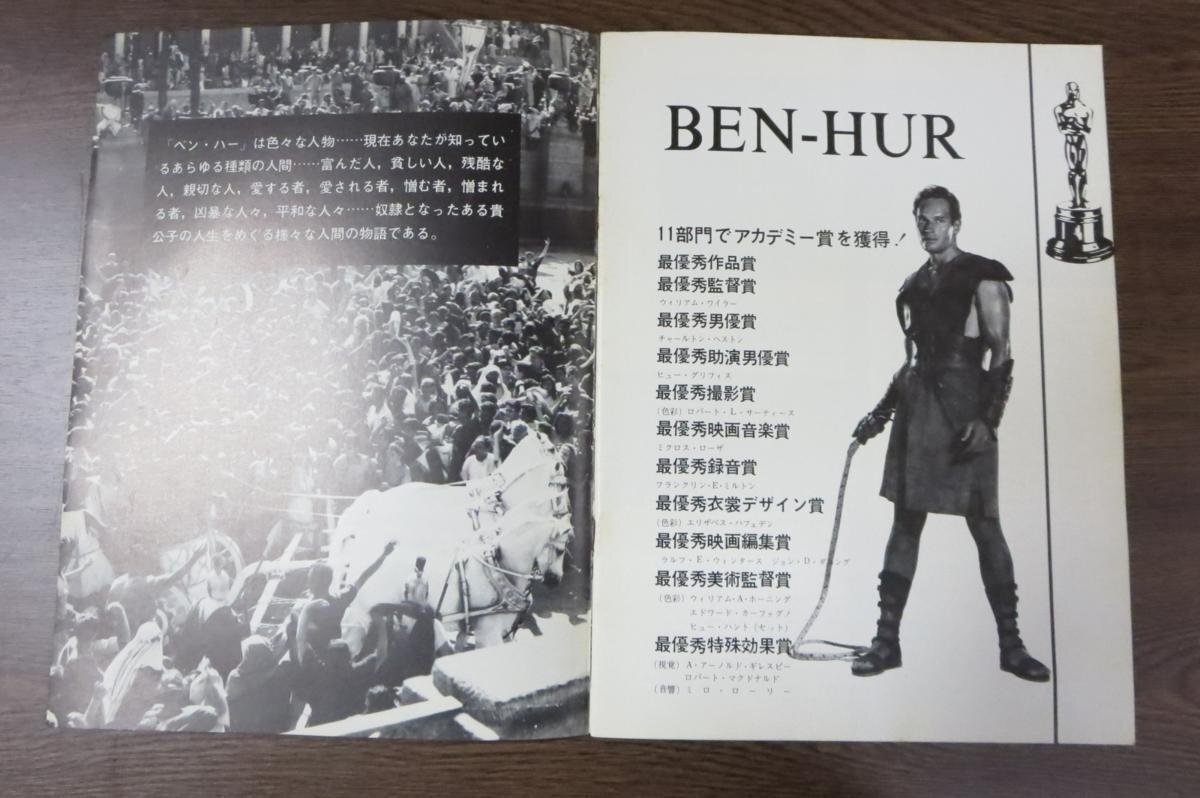 「ベン・ハー」は色々な人物……現在あなたが知ってい
るあらゆる種類の人間……富んだ人，貧しい人，残酷な
人，親切な人，愛する者，愛される者，憎む者，憎まれ
る者，凶暴な人々，平和な人々……奴隷となったある貴
公子の人生をめぐる様々な人間の物語である。
BEN-HUR
11部門でアカデミー賞を獲得！
最優秀作品賞
最優秀監督賞
ウィリアム・ワイラー
最優秀男優賞
チャールトン・ヘストン
最優秀助演男優賞
ヒュー・グリフィス
最優秀撮影賞
（色彩）ロバート・L・サーティース
最優秀映画音楽賞
ミクロス・ローザ
最優秀録音賞
フランクリン・E・ミルトン
最優秀衣裳デザイン賞
（色彩）エリザベス・ハフェデン
最優秀映画編集賞
ラルフ・E・ウィンタース ジョン・D・ダニング
最優秀美術監督賞
（色彩）ウィリアム・A・ホーニング
エドワード・カーフォグノ
ヒュー・ハント（セット）
最優秀特殊効果賞
（視覚）A・アーノルド・ギレスピー
ロバート・マクドナルド
（音響）ミロ・ローリー